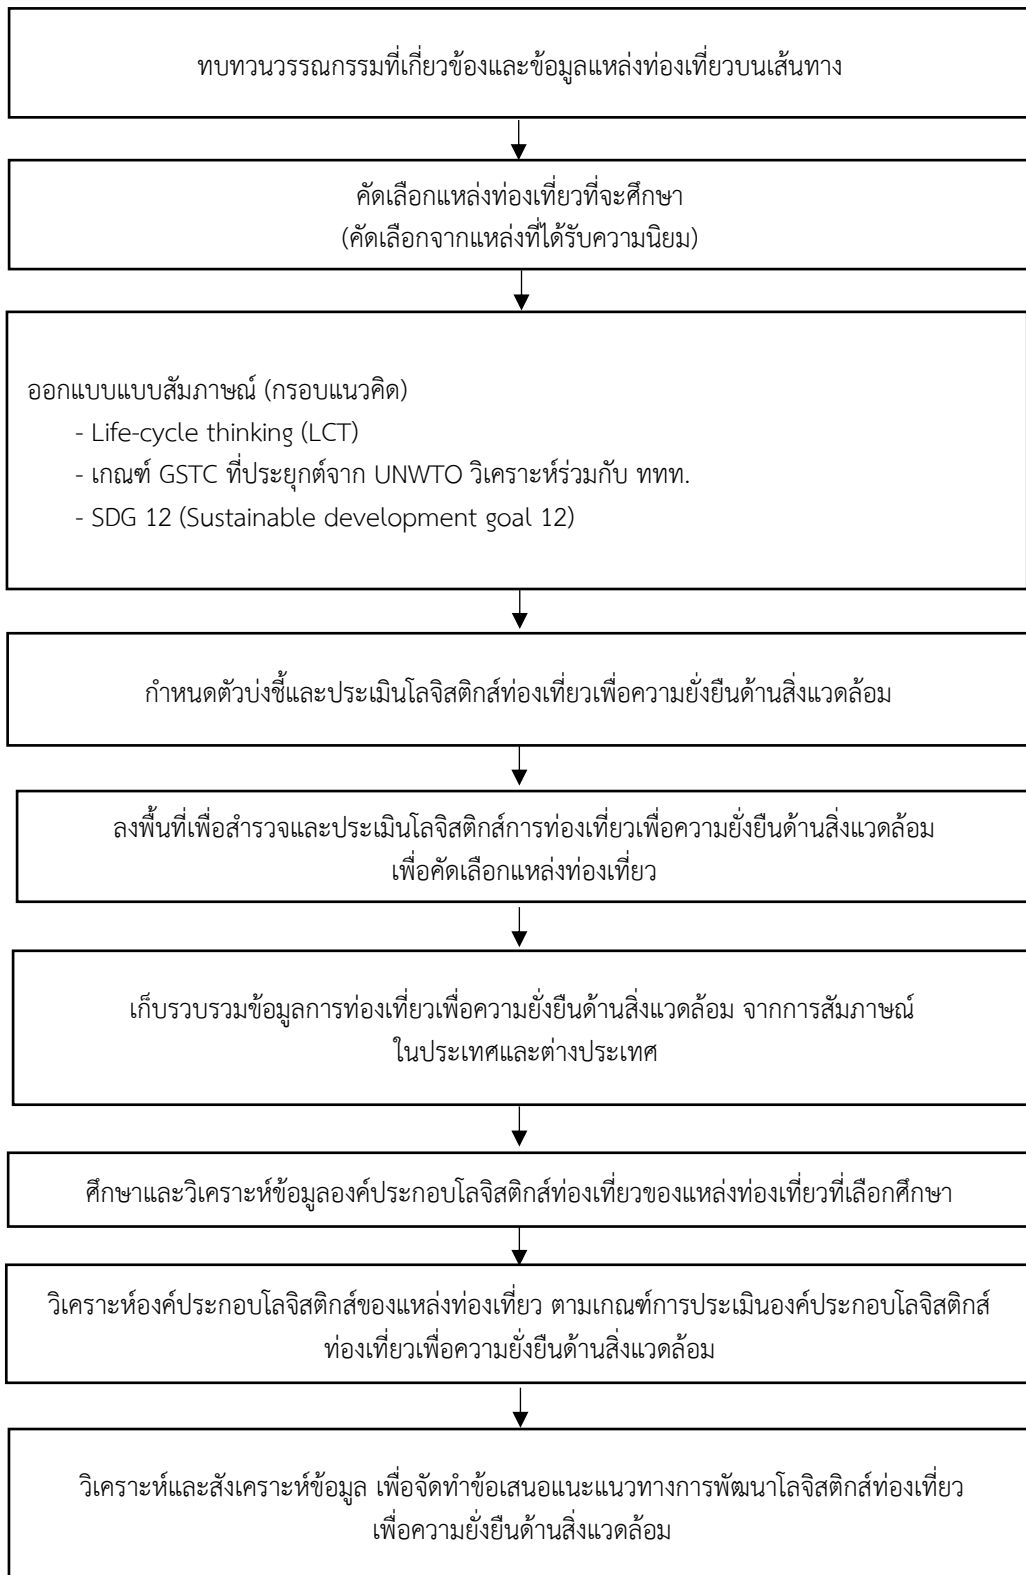 ทบทวนวรรณกรรมที่เกี่ยวข้องและข้อมูลแหล่งท่องเที่ยวบนเส้นทาง
คัดเลือกแหล่งท่องเที่ยวที่จะศึกษา
(คัดเลือกจากแหล่งที่ได้รับความนิยม)
ออกแบบแบบสัมภาษณ์ (กรอบแนวคิด)
- Life-cycle thinking (LCT)
- เกณฑ์ GSTC ที่ประยุกต์จาก UNWTO วิเคราะห์ร่วมกับ ททท.
- SDG 12 (Sustainable development goal 12)
กำหนดตัวบ่งชี้และประเมินโลจิสติกส์ท่องเที่ยวเพื่อความยั่งยืนด้านสิ่งแวดล้อม
ลงพื้นที่เพื่อสำรวจและประเมินโลจิสติกส์การท่องเที่ยวเพื่อความยั่งยืนด้านสิ่งแวดล้อม
เพื่อคัดเลือกแหล่งท่องเที่ยว
เก็บรวบรวมข้อมูลการท่องเที่ยวเพื่อความยั่งยืนด้านสิ่งแวดล้อม จากการสัมภาษณ์
ในประเทศและต่างประเทศ
ศึกษาและวิเคราะห์ข้อมูลองค์ประกอบโลจิสติกส์ท่องเที่ยวของแหล่งท่องเที่ยวที่เลือกศึกษา
วิเคราะห์องค์ประกอบโลจิสติกส์ของแหล่งท่องเที่ยว ตามเกณฑ์การประเมินองค์ประกอบโลจิสติกส์
ท่องเที่ยวเพื่อความยั่งยืนด้านสิ่งแวดล้อม
วิเคราะห์และสังเคราะห์ข้อมูล เพื่อจัดทำข้อเสนอแนะแนวทางการพัฒนาโลจิสติกส์ท่องเที่ยว
เพื่อความยั่งยืนด้านสิ่งแวดล้อม